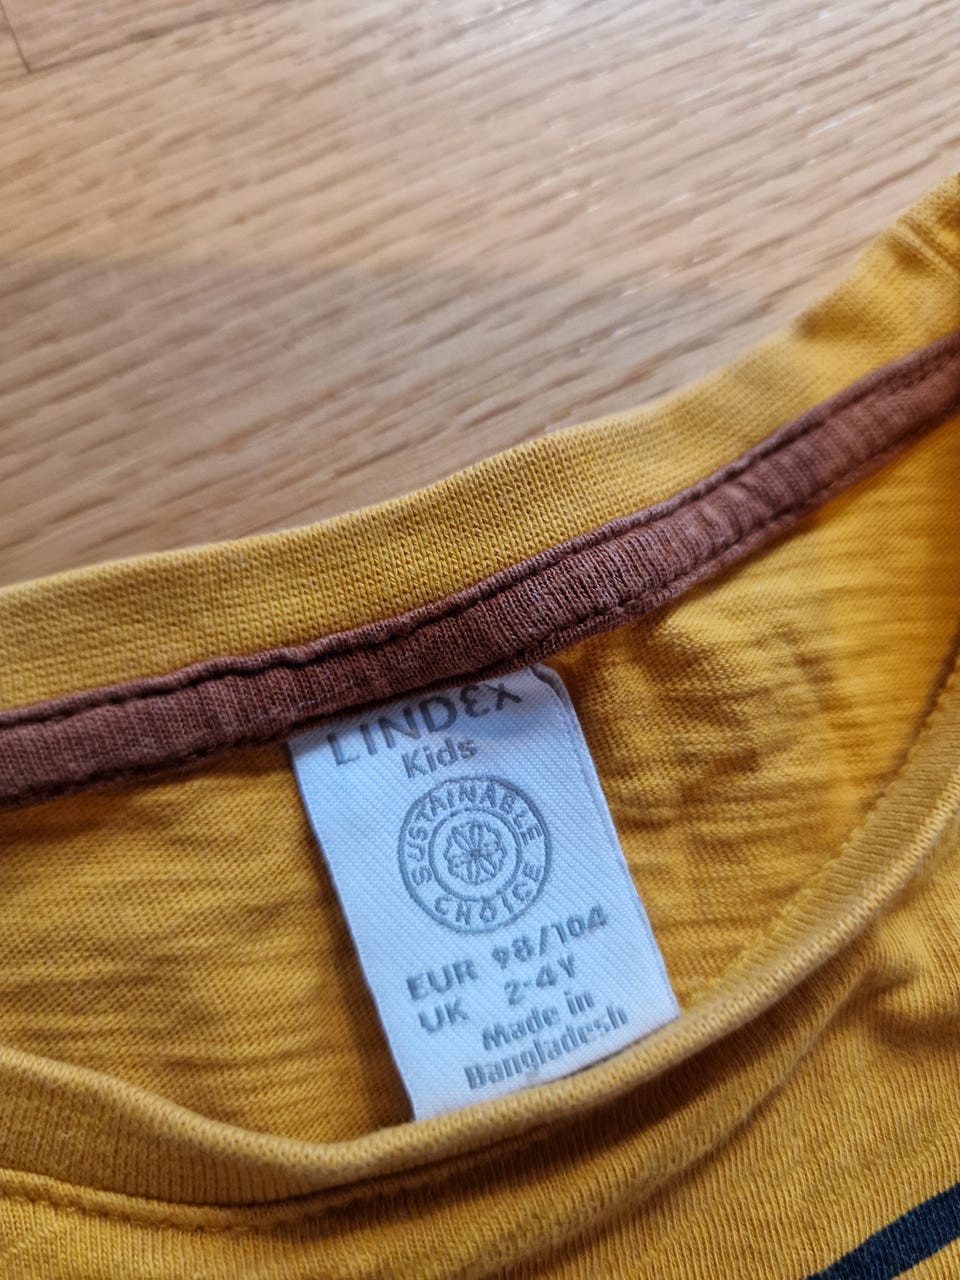 LINDEX
Kids
SUSTAINABLE
CHOICE
EUR 98/104
UK 2-4Y
Made in
Bangladesh